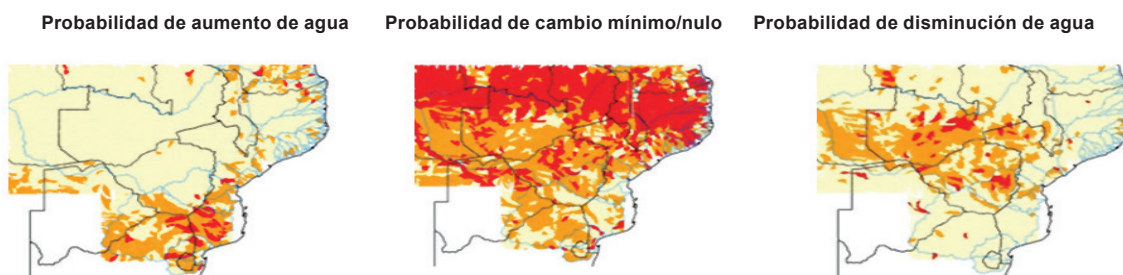 Probabilidad de aumento de agua
Probabilidad de cambio mínimo/nulo
Probabilidad de disminución de agua